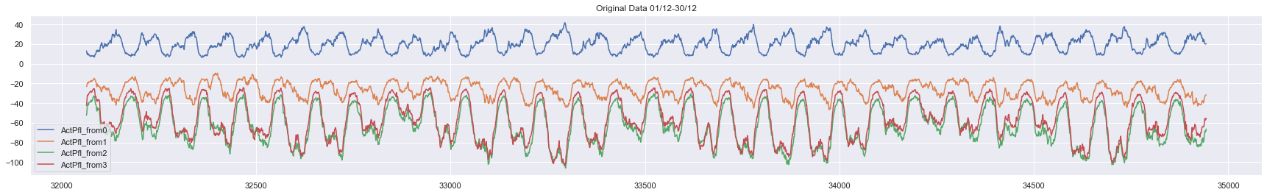 Original Data 01/12-30/12
40
20
0
−20
−40
−60
−80
−100
ActPfl_from0
ActPfl_from1
ActPfl_from2
ActPfl_from3
32000 32500 33000 33500 34000 34500 35000